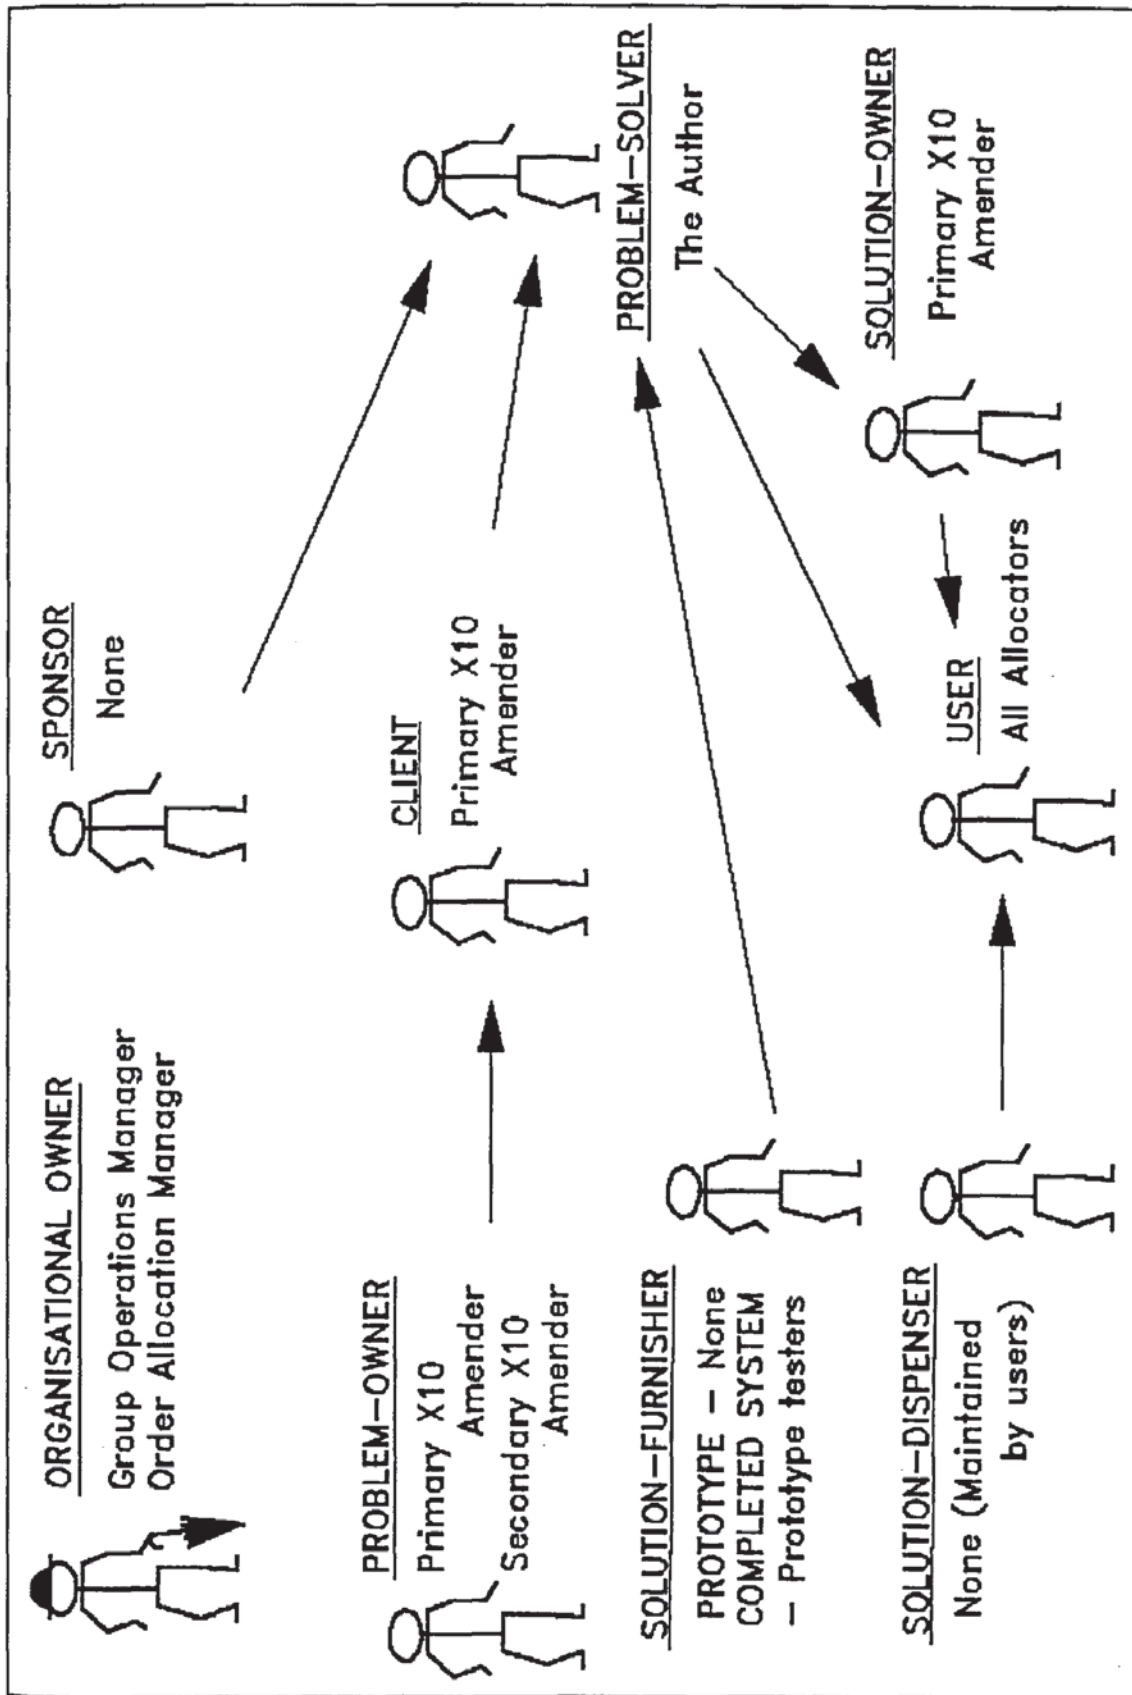 ORGANISATIONAL OWNER
Group Operations Manager
Order Allocation Manager
SPONSOR
None
PROBLEM-OWNER
Primary X10
Amender
Secondary X10
Amender
CLIENT
Primary X10
Amender
PROBLEM-SOLVER
The Author
SOLUTION-FURNISHER
PROTOTYPE - None
COMPLETED SYSTEM
- Prototype testers
SOLUTION-DISPENSER
None (Maintained
by users)
USER
All Allocators
SOLUTION-OWNER
Primary X10
Amender